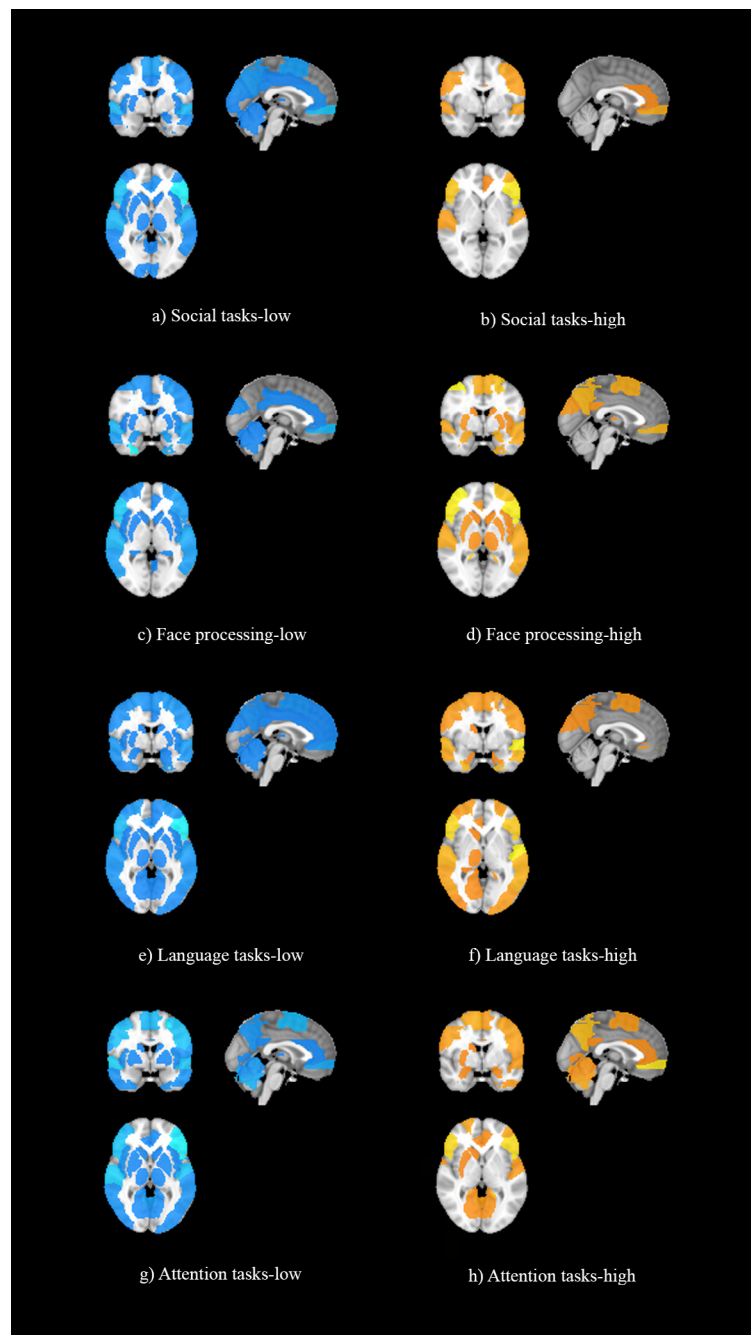 a) Social tasks-low
b) Social tasks-high
c) Face processing-low
d) Face processing-high
e) Language tasks-low
f) Language tasks-high
g) Attention tasks-low
h) Attention tasks-high